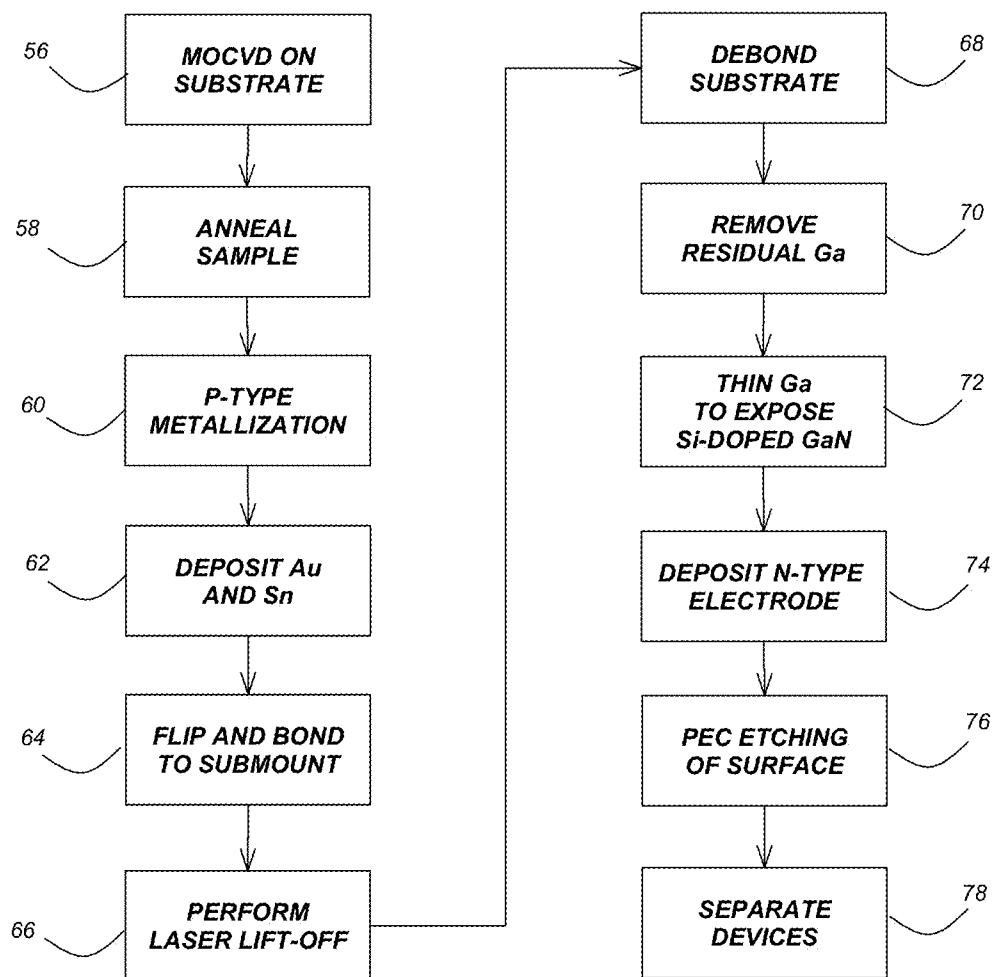 56
MOCVD ON
SUBSTRATE
58
ANNEAL
SAMPLE
60
P-TYPE
METALLIZATION
62
DEPOSIT Au
AND Sn
64
FLIP AND BOND
TO SUBMOUNT
66
PERFORM
LASER LIFT-OFF
68
DEBOND
SUBSTRATE
70
REMOVE
RESIDUAL Ga
72
THIN Ga
TO EXPOSE
Si-DOPED GaN
74
DEPOSIT N-TYPE
ELECTRODE
76
PEC ETCHING
OF SURFACE
78
SEPARATE
DEVICES